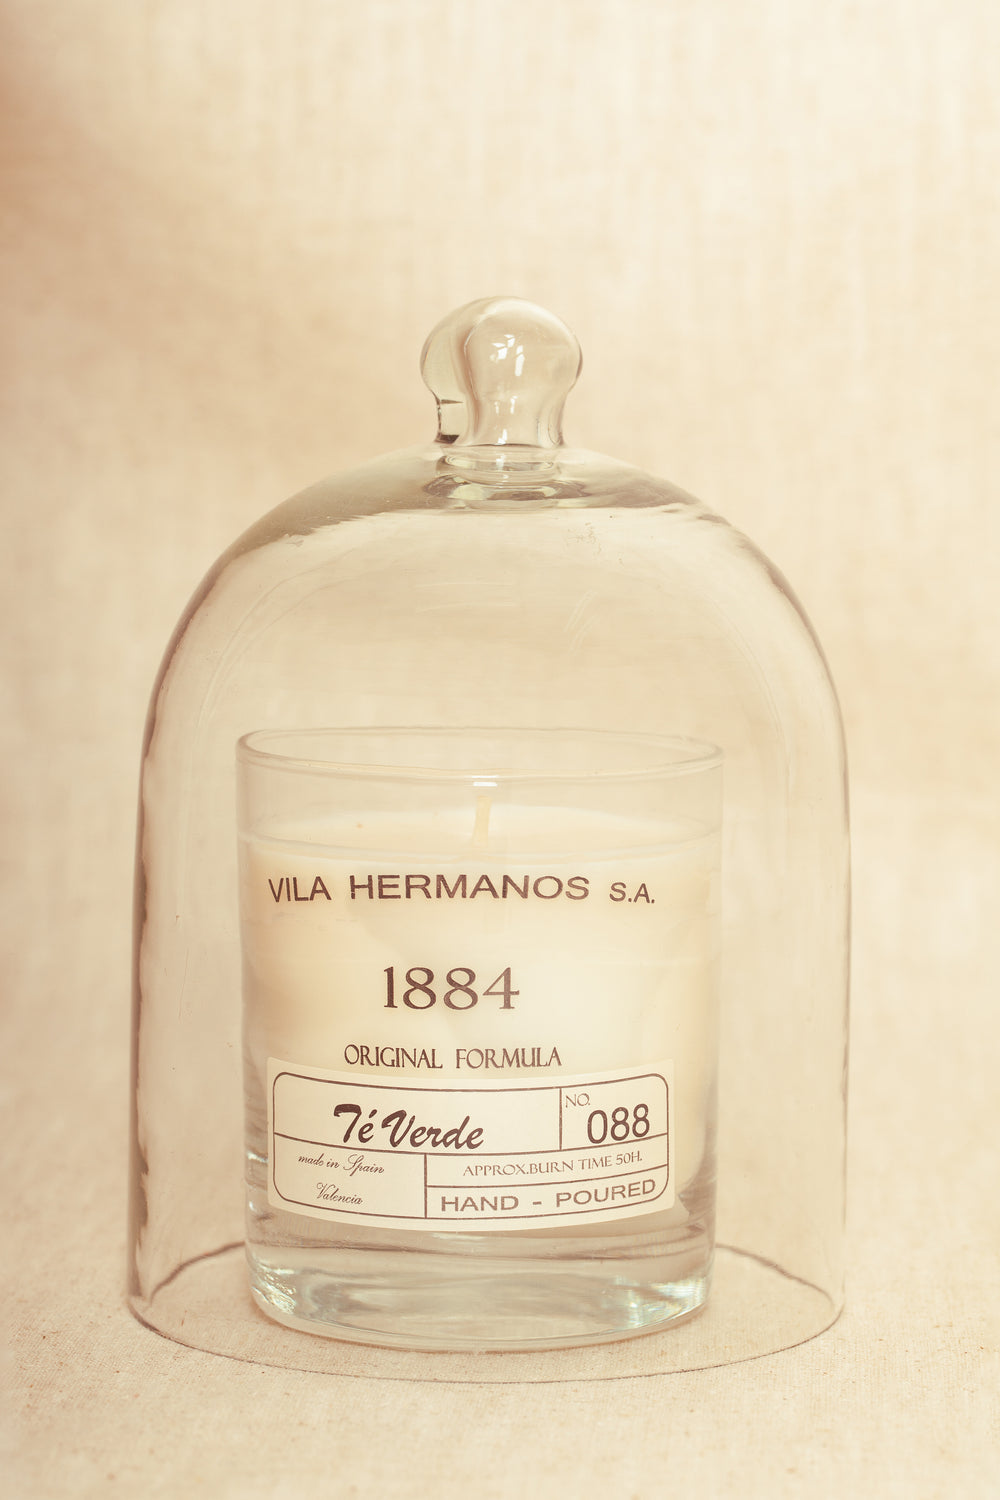 VILA HERMANOS S.A.
1884
ORIGINAL FORMULA
Té Verde
NO.
088
made in Spain
Valencia
APPROX.BURN TIME 50H.
HAND - POURED